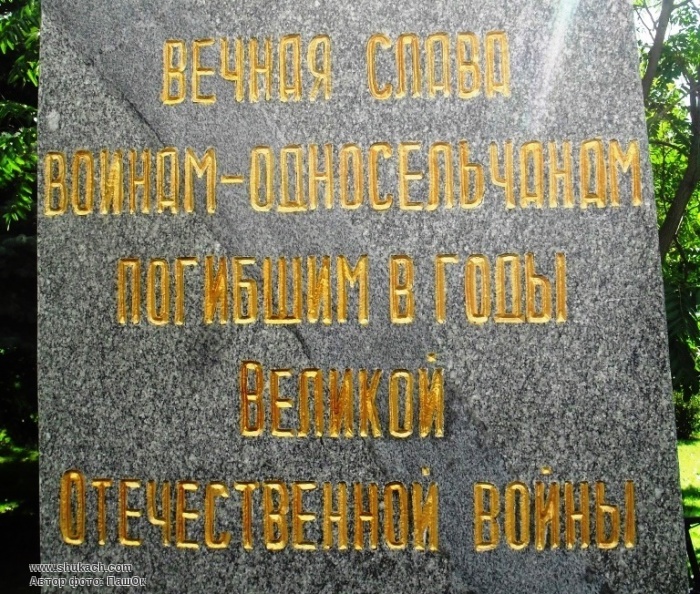 ВЕЧНАЯ СЛАВА
ВОИНАМ-ОДНОСЕЛЬЧАНАМ
ПОГИБШИМ В ГОДЫ
ВЕЛИКОЙ
ОТЕЧЕСТВЕННОЙ ВОЙНЫ
www.shukach.com
Автор фото: ПашОк